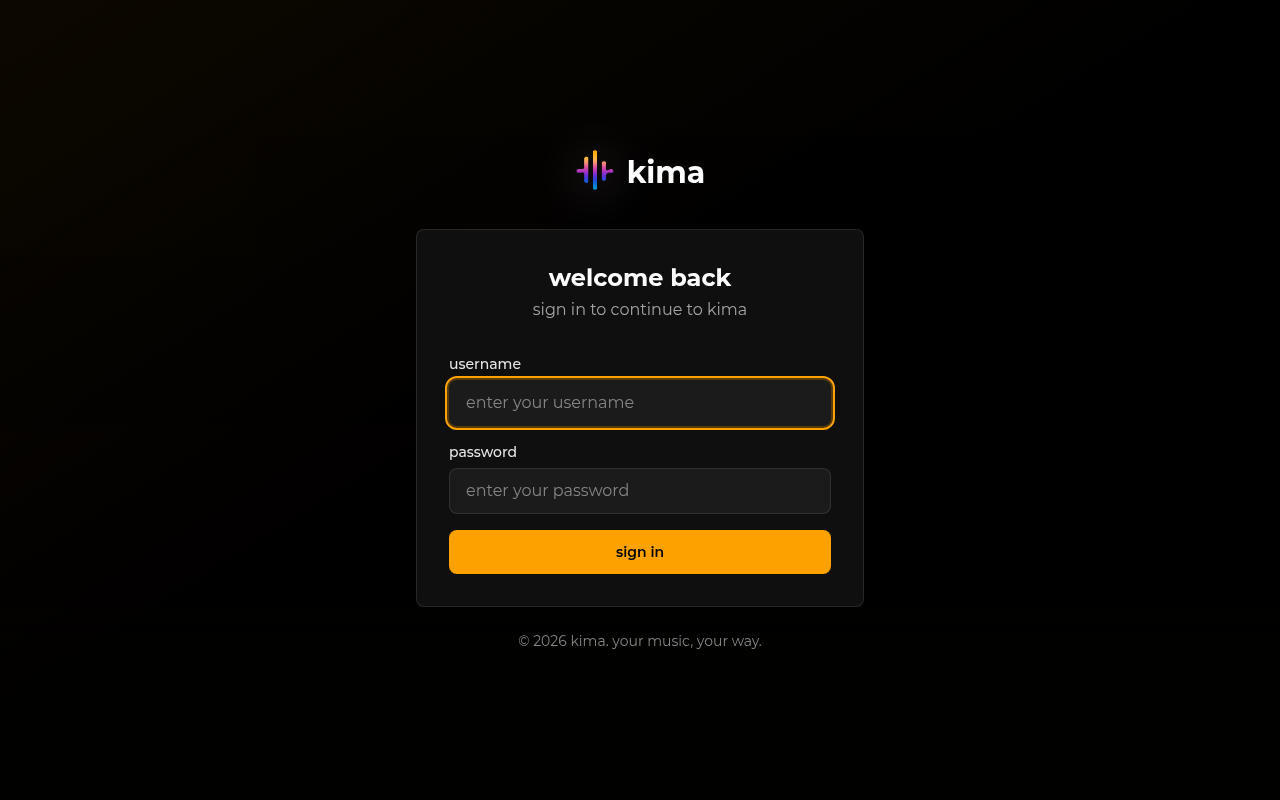 kima
welcome back
sign in to continue to kima
username
enter your username
password
enter your password
sign in
© 2026 kima. your music, your way.